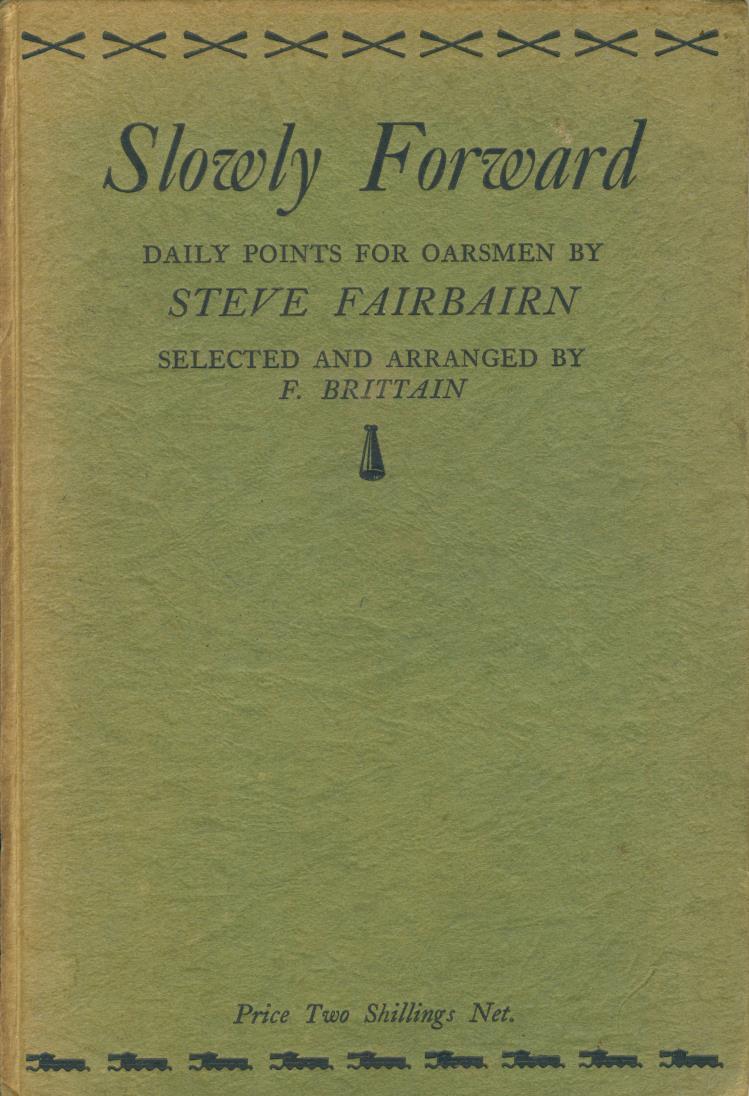 Slowly Forward
DAILY POINTS FOR OARSMEN BY
STEVE FAIRBAIRN
SELECTED AND ARRANGED BY
F. BRITTAIN
Price Two Shillings Net.